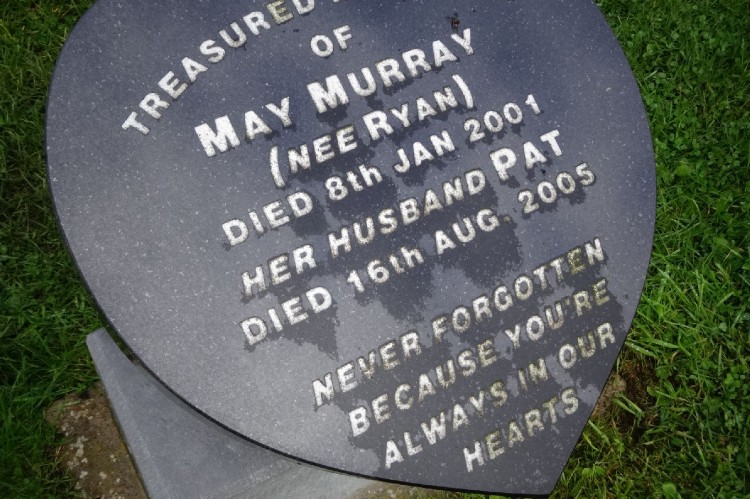 TREASURED
OF
MAY MURRAY
(NEE RYAN)
DIED 8th JAN 2001
HER HUSBAND PAT
DIED 16th AUG. 2005
NEVER FORGOTTEN
BECAUSE YOU'RE
ALWAYS IN OUR
HEARTS